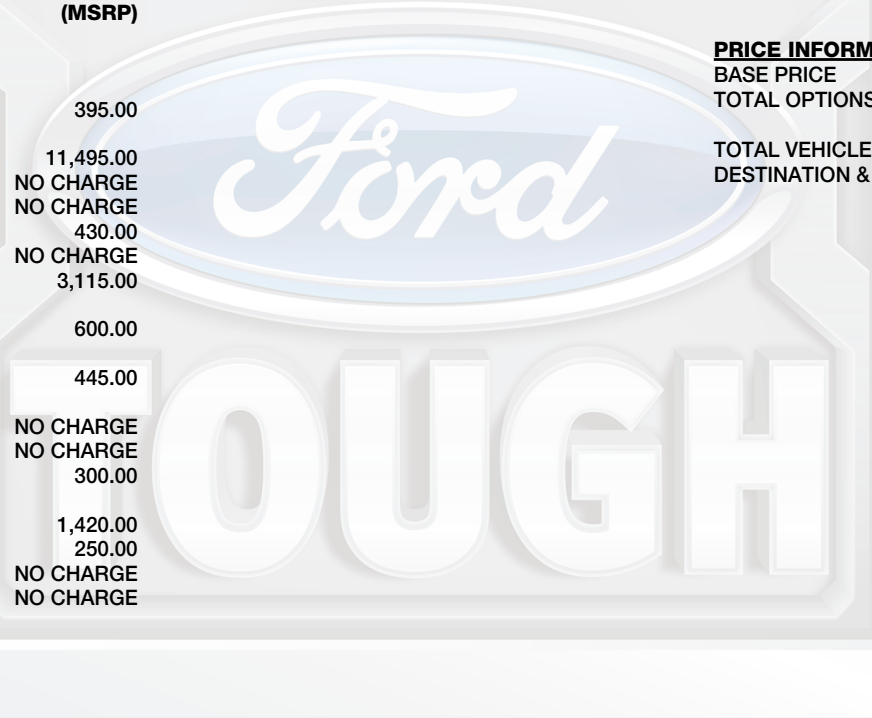 (MSRP)
395.00
11,495.00
NO CHARGE
NO CHARGE
430.00
NO CHARGE
3,115.00
600.00
445.00
NO CHARGE
NO CHARGE
300.00
1,420.00
250.00
NO CHARGE
NO CHARGE
PRICE INFORM
BASE PRICE
TOTAL OPTIONS
TOTAL VEHICLE
DESTINATION &
Ford
TOUGH